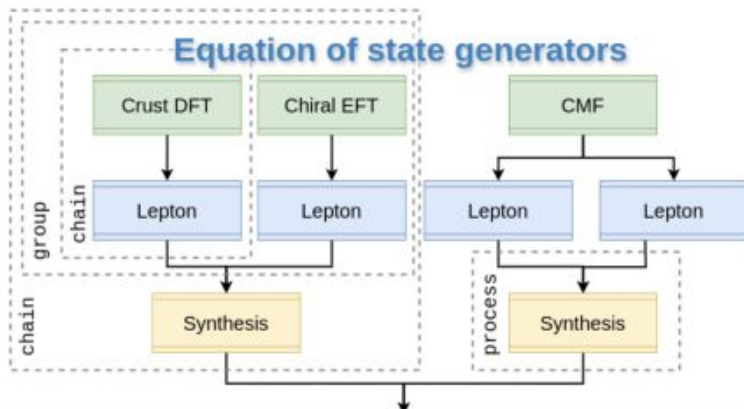 Equation of state generators
Crust DFT
Chiral EFT
CMF
chain
group
chain
Lepton
Lepton
Lepton
Lepton
process
Synthesis
Synthesis